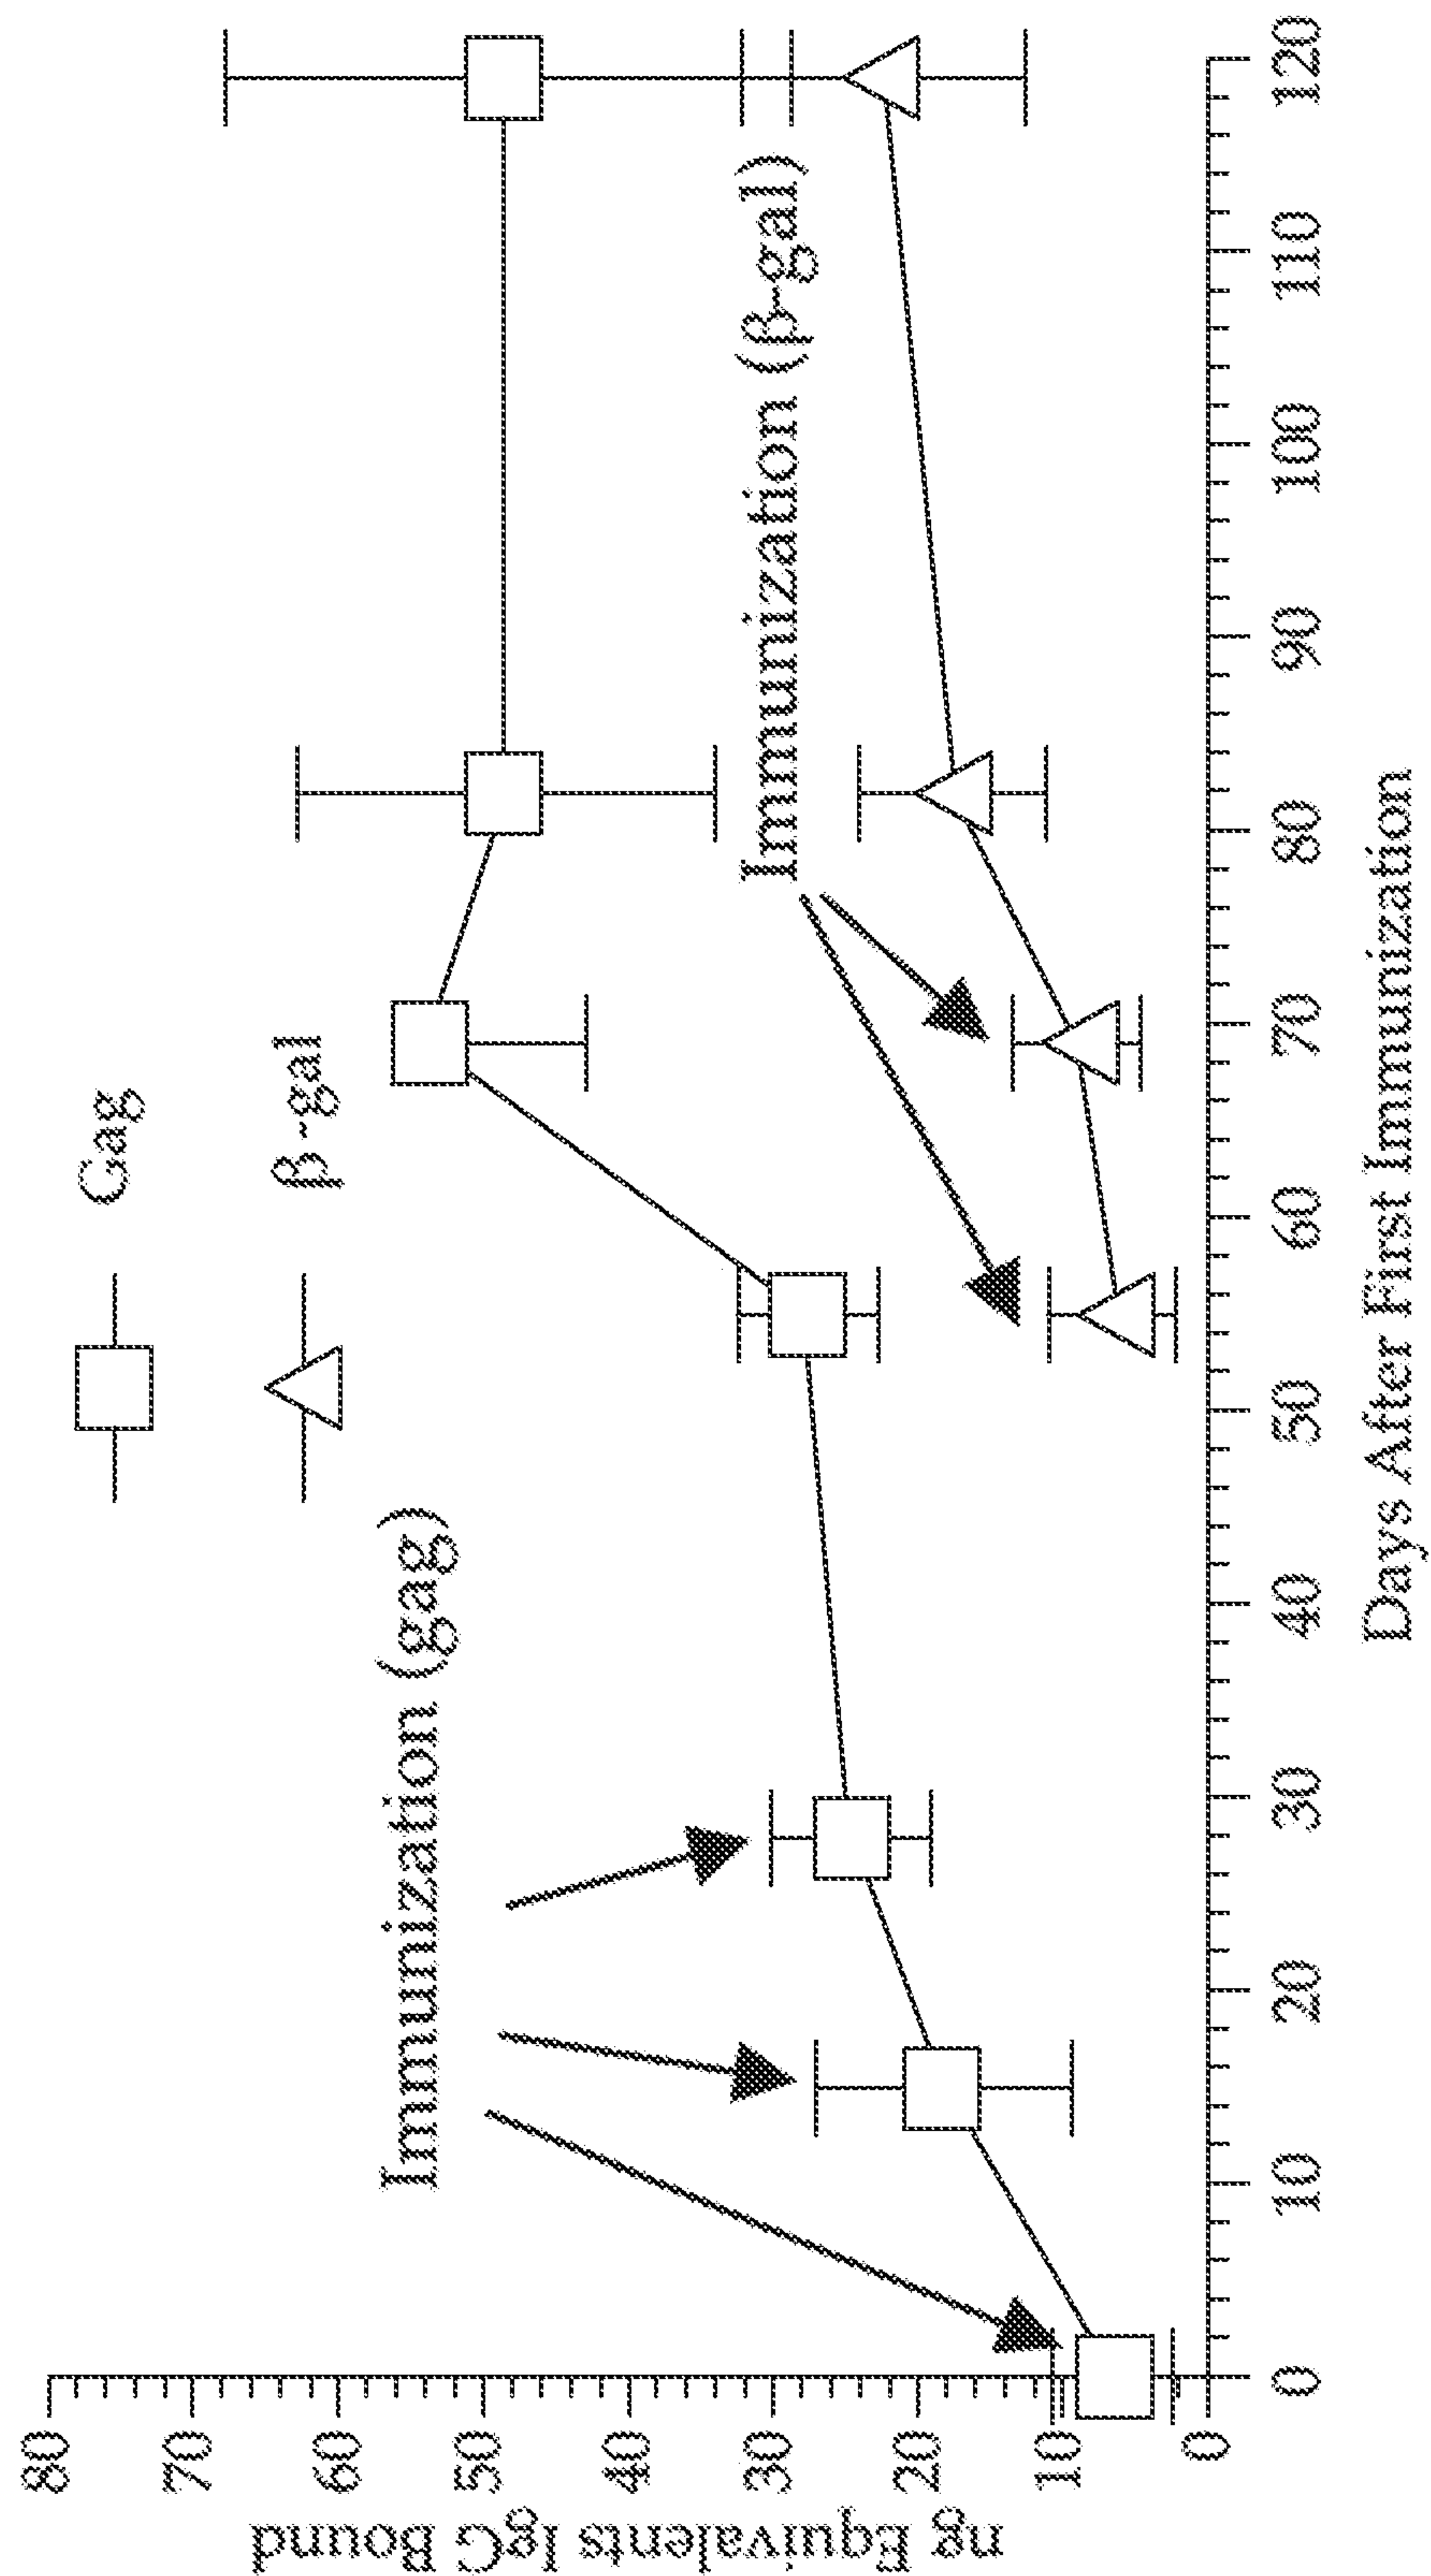 Gag
β-gal
Immunization (gag)
Immunization (β-gal)
ng Equivalents IgG Bound
80
70
60
50
40
30
20
10
0
0 10 20 30 40 50 60 70 80 90 100 110 120
Days After First Immunization